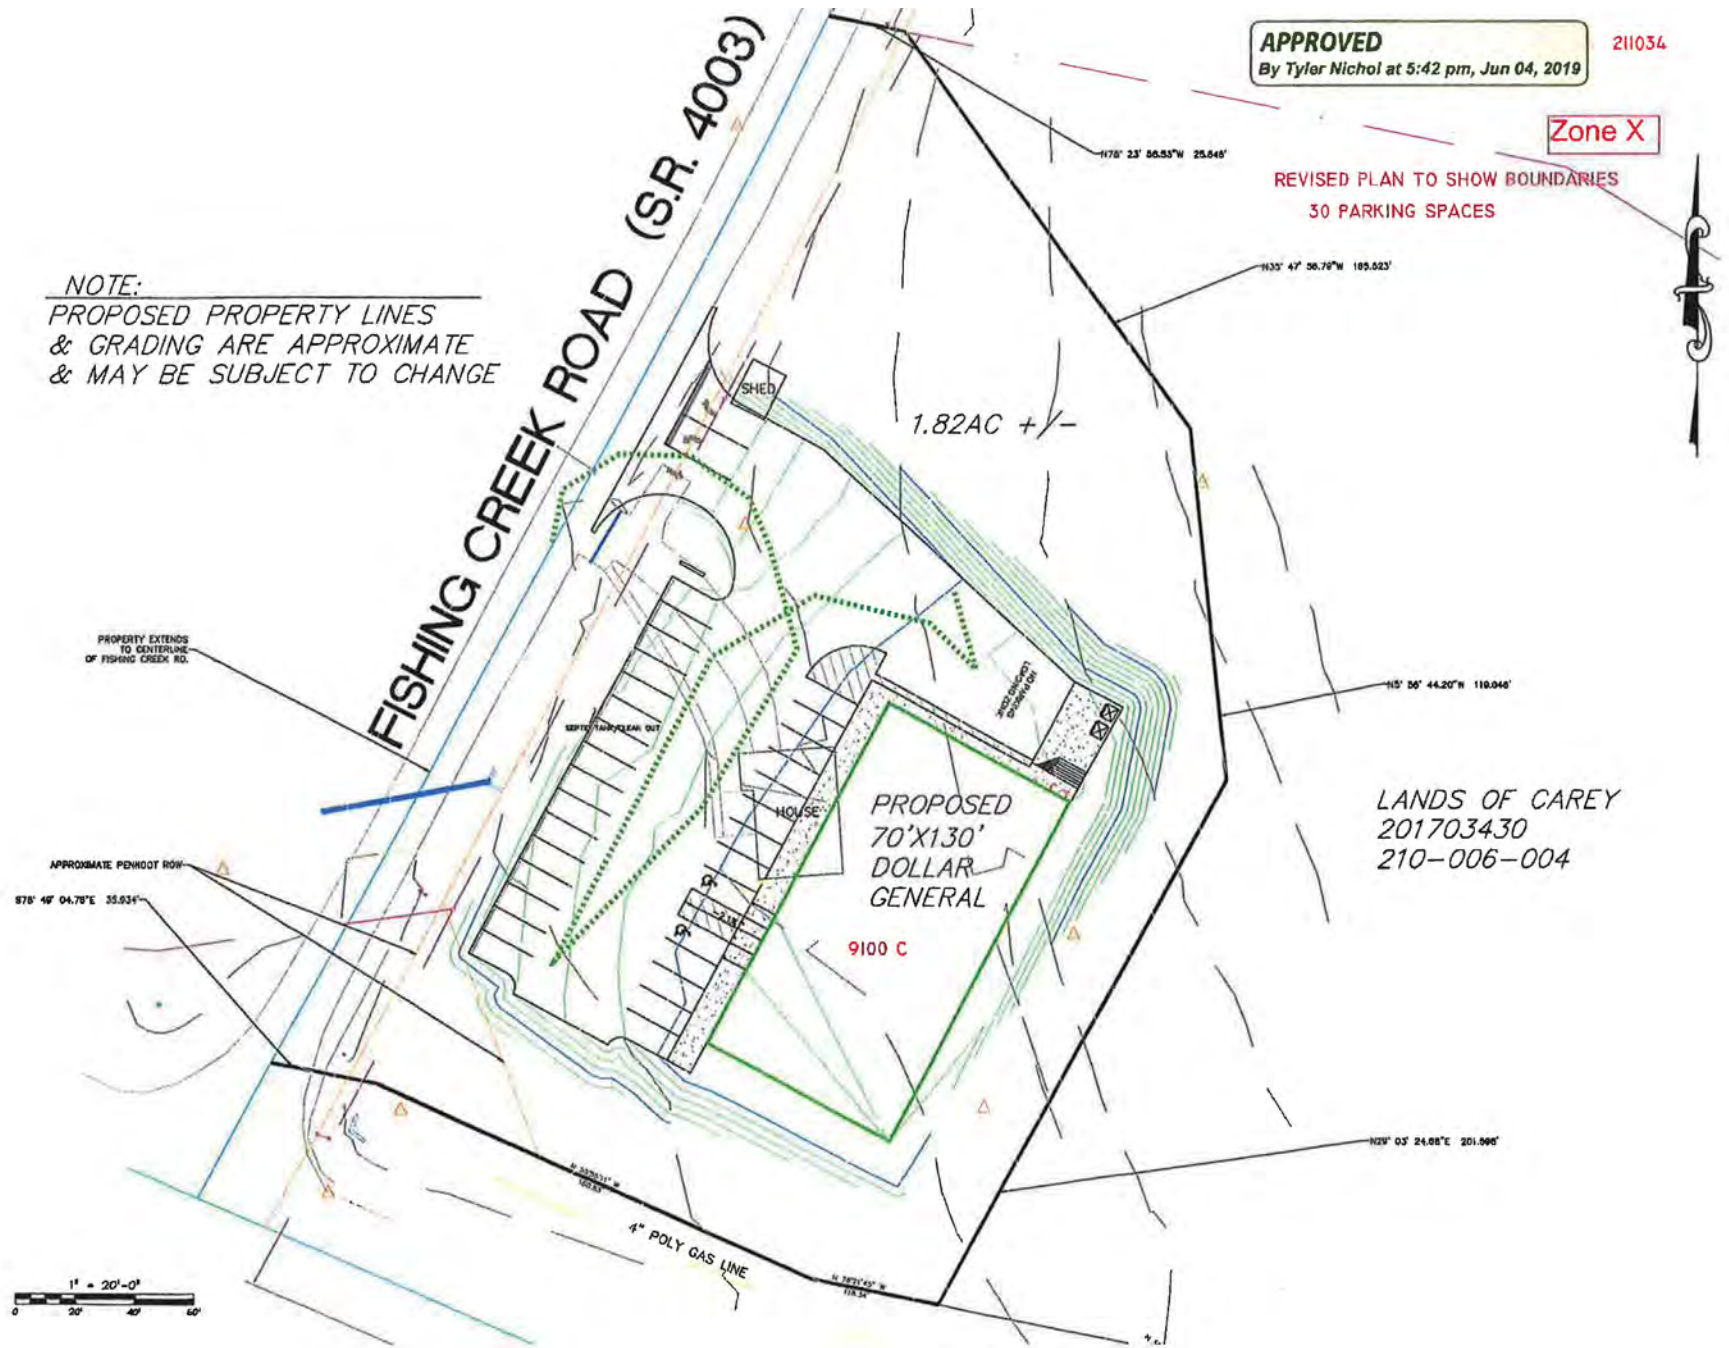 APPROVED
By Tyler Nichol at 5:42 pm, Jun 04, 2019
211034
Zone X
REVISED PLAN TO SHOW BOUNDARIES
30 PARKING SPACES
FISHING CREEK ROAD (S.R. 4003)
NOTE:
PROPOSED PROPERTY LINES
& GRADING ARE APPROXIMATE
& MAY BE SUBJECT TO CHANGE
SHED
1.82AC +/-
PROPERTY EXTENDS
TO CENTERLINE
OF FISHING CREEK RD.
SEPTIC TANK/CLEAN OUT
NO PARKING
LOADING ZONE
HOUSE
PROPOSED
70'X130'
DOLLAR
GENERAL
9100 C
LANDS OF CAREY
201703430
210-006-004
APPROXIMATE PENNDOT ROW
4" POLY GAS LINE
1" = 20'-0"
0 20' 40' 60'